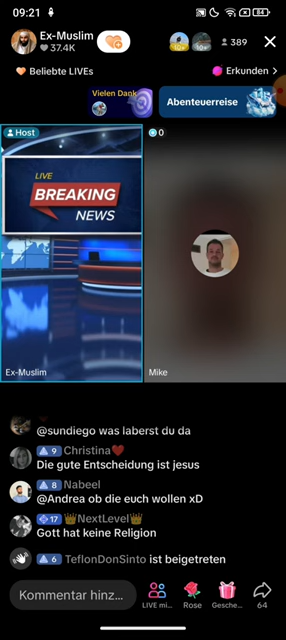 09:21
84
Ex-Muslim
37.4K
10+
10+
389
Beliebte LIVEs
Erkunden
Vielen Dank
Abenteuerreise
Host
0
LIVE
BREAKING
NEWS
Ex-Muslim
Mike
@sundiego was laberst du da
9 Christina❤️
Die gute Entscheidung ist jesus
8 Nabeel
@Andrea ob die euch wollen xD
17 👑NextLevel👑
Gott hat keine Religion
6 TeflonDonSinto ist beigetreten
Kommentar hinz...
LIVE mi...
Rose
Gesche...
64